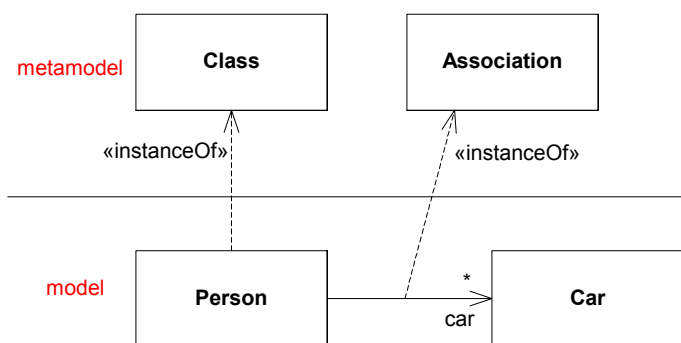 metamodel
Class
Association
«instanceOf»
«instanceOf»
model
Person
*
car
Car